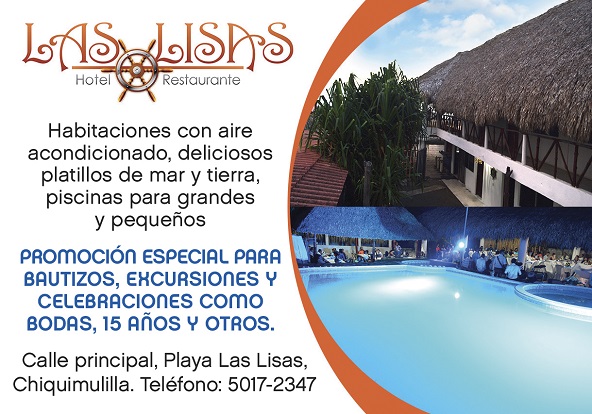 LAS LISAS
Hotel Restaurante
Habitaciones con aire
acondicionado, deliciosos
platillos de mar y tierra,
piscinas para grandes
y pequeños
PROMOCIÓN ESPECIAL PARA
BAUTIZOS, EXCURSIONES Y
CELEBRACIONES COMO
BODAS, 15 AÑOS Y OTROS.
Calle principal, Playa Las Lisas,
Chiquimulilla. Teléfono: 5017-2347